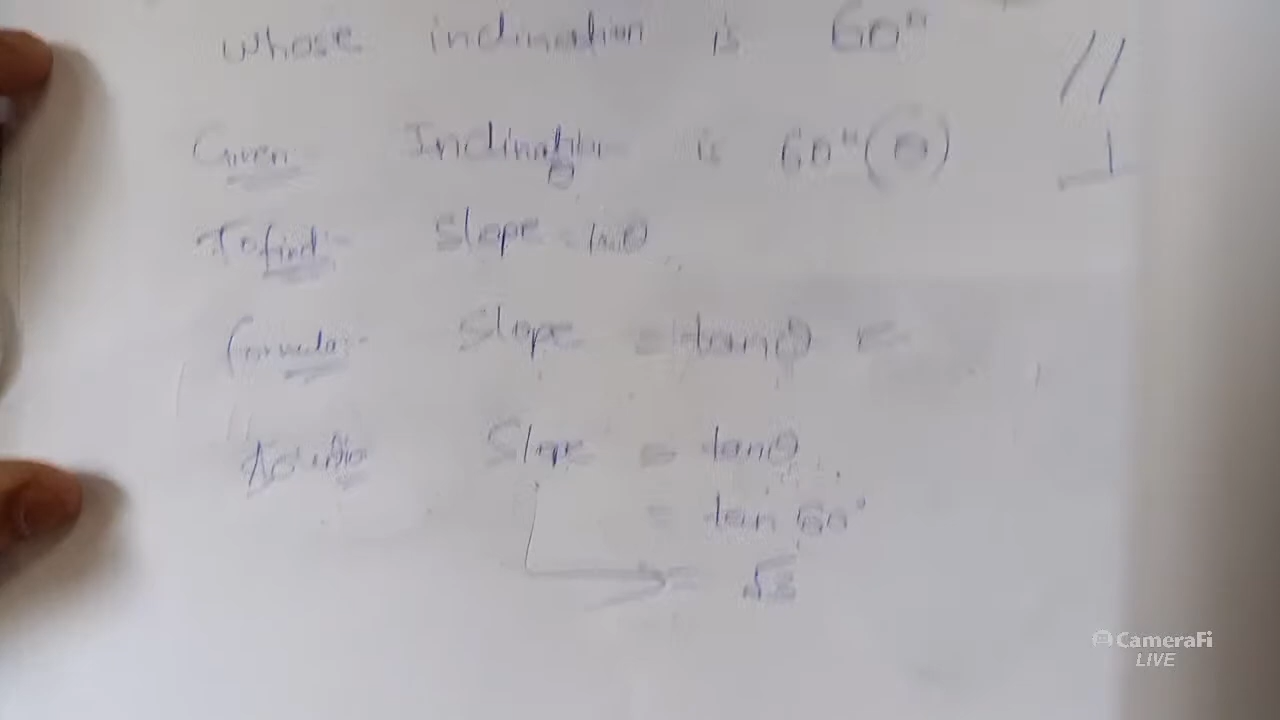 whose inclination is 60°
Given Inclination is 60° (θ)
θ
To find:- Slope = tanθ
formula:- Slope = tanθ =
Slope = tanθ
= tan 60°
= √3
//
⊥
CameraFi
LIVE